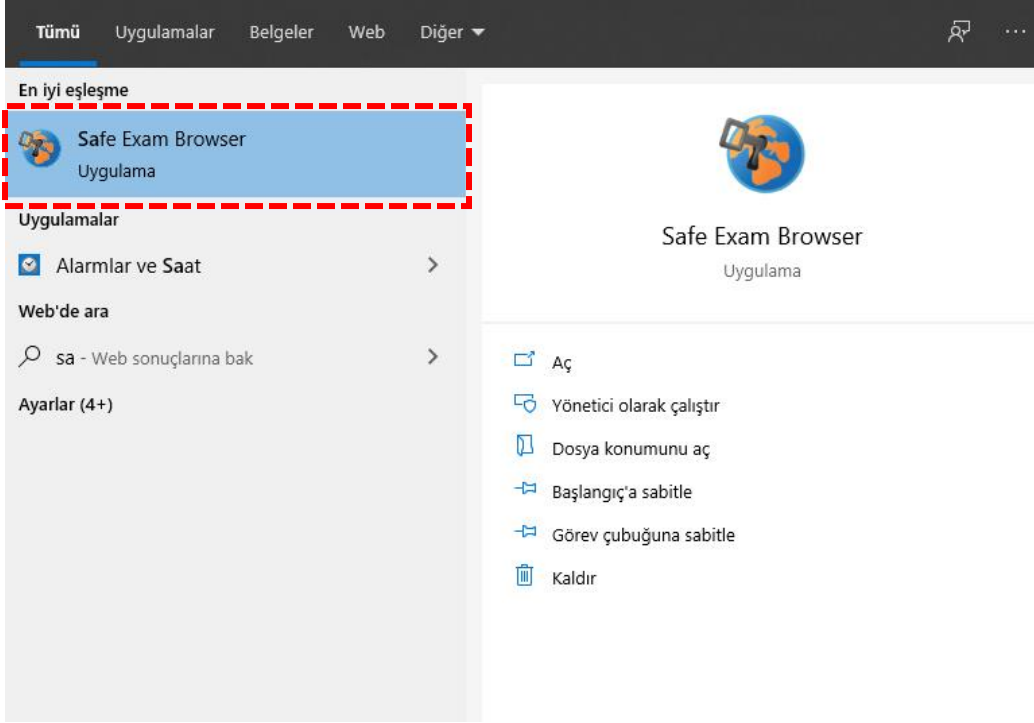 Tümü Uygulamalar Belgeler Web Diğer
En iyi eşleşme
Safe Exam Browser
Uygulama
Uygulamalar
Alarmlar ve Saat
Web'de ara
sa - Web sonuçlarına bak
Ayarlar (4+)
Safe Exam Browser
Uygulama
Aç
Yönetici olarak çalıştır
Dosya konumunu aç
Başlangıç'a sabitle
Görev çubuğuna sabitle
Kaldır